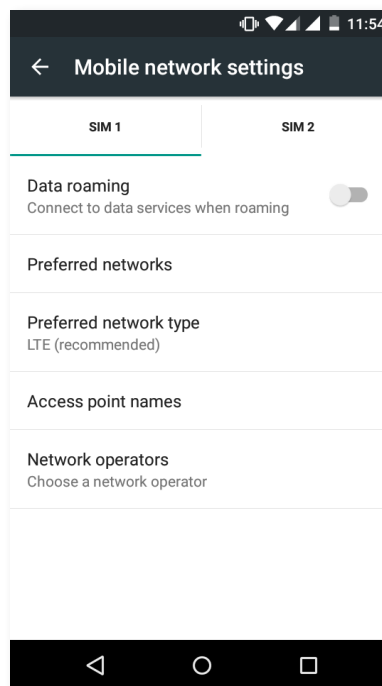 11:54
Mobile network settings
SIM 1
SIM 2
Data roaming
Connect to data services when roaming
Preferred networks
Preferred network type
LTE (recommended)
Access point names
Network operators
Choose a network operator